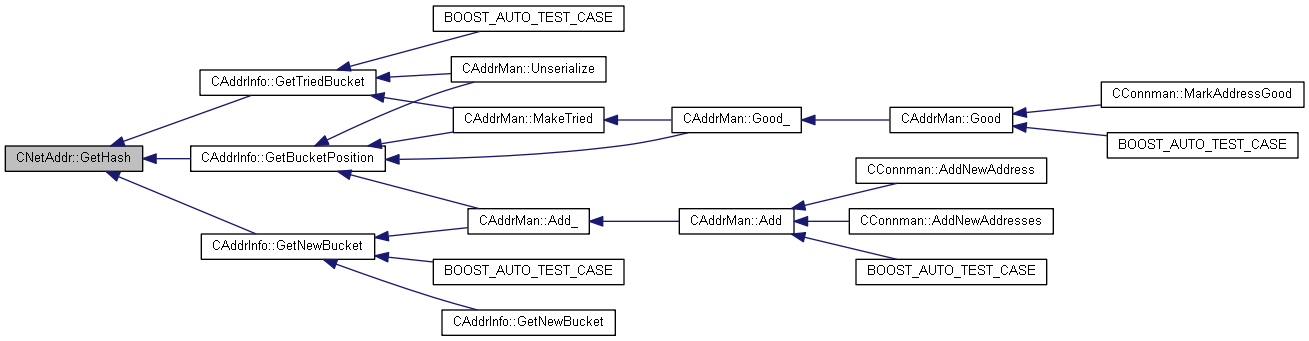 BOOST_AUTO_TEST_CASE
CAddrMan::Unserialize
CAddrInfo::GetTriedBucket
CConnman::MarkAddressGood
CAddrMan::MakeTried
CAddrMan::Good_
CAddrMan::Good
BOOST_AUTO_TEST_CASE
CNetAddr::GetHash
CAddrInfo::GetBucketPosition
CConnman::AddNewAddress
CAddrMan::Add_
CAddrMan::Add
CConnman::AddNewAddresses
CAddrInfo::GetNewBucket
BOOST_AUTO_TEST_CASE
BOOST_AUTO_TEST_CASE
CAddrInfo::GetNewBucket